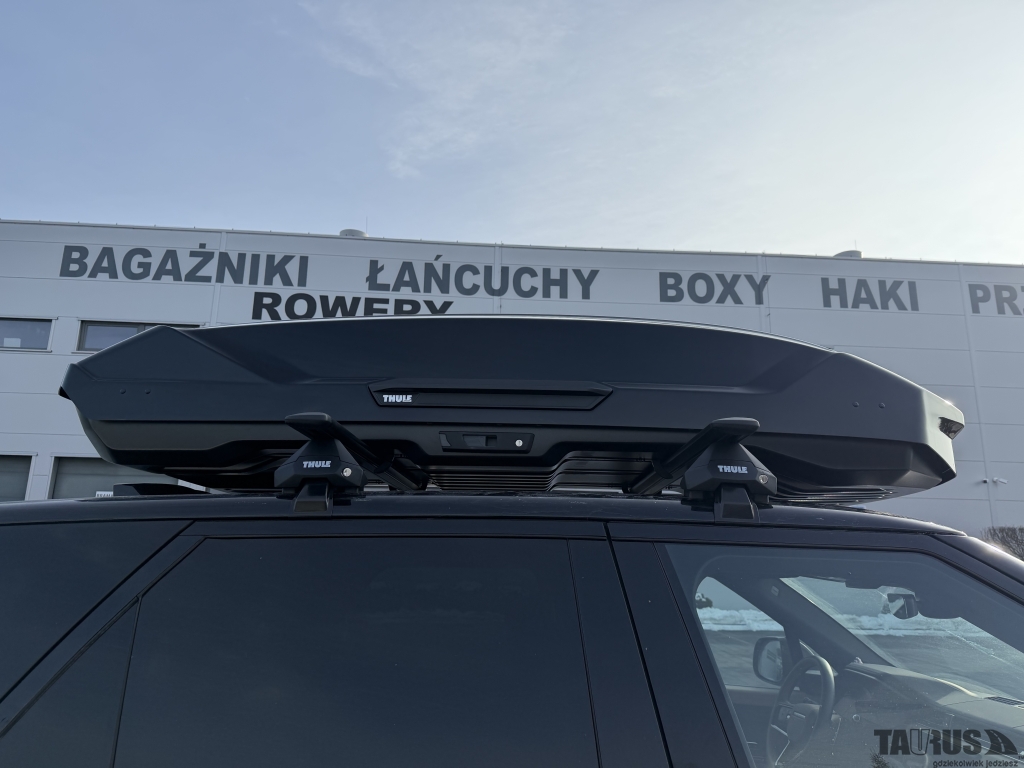 BAGAŻNIKI ŁAŃCUCHY BOXY HAKI
ROWERY
THULE
THULE
THULE
TAURUS
gdziekolwiek jedziesz